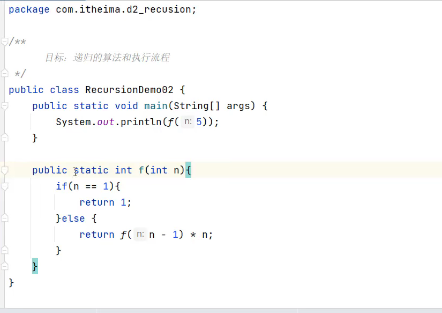 package com.itheima.d2_recusion;
/**
目标：递归的算法和执行流程
*/
public class RecursionDemo02 {
public static void main(String[] args) {
System.out.println(f( n: 5));
}
public static int f(int n){
if(n == 1){
return 1;
}else {
return f( n: n - 1) * n;
}
}
}